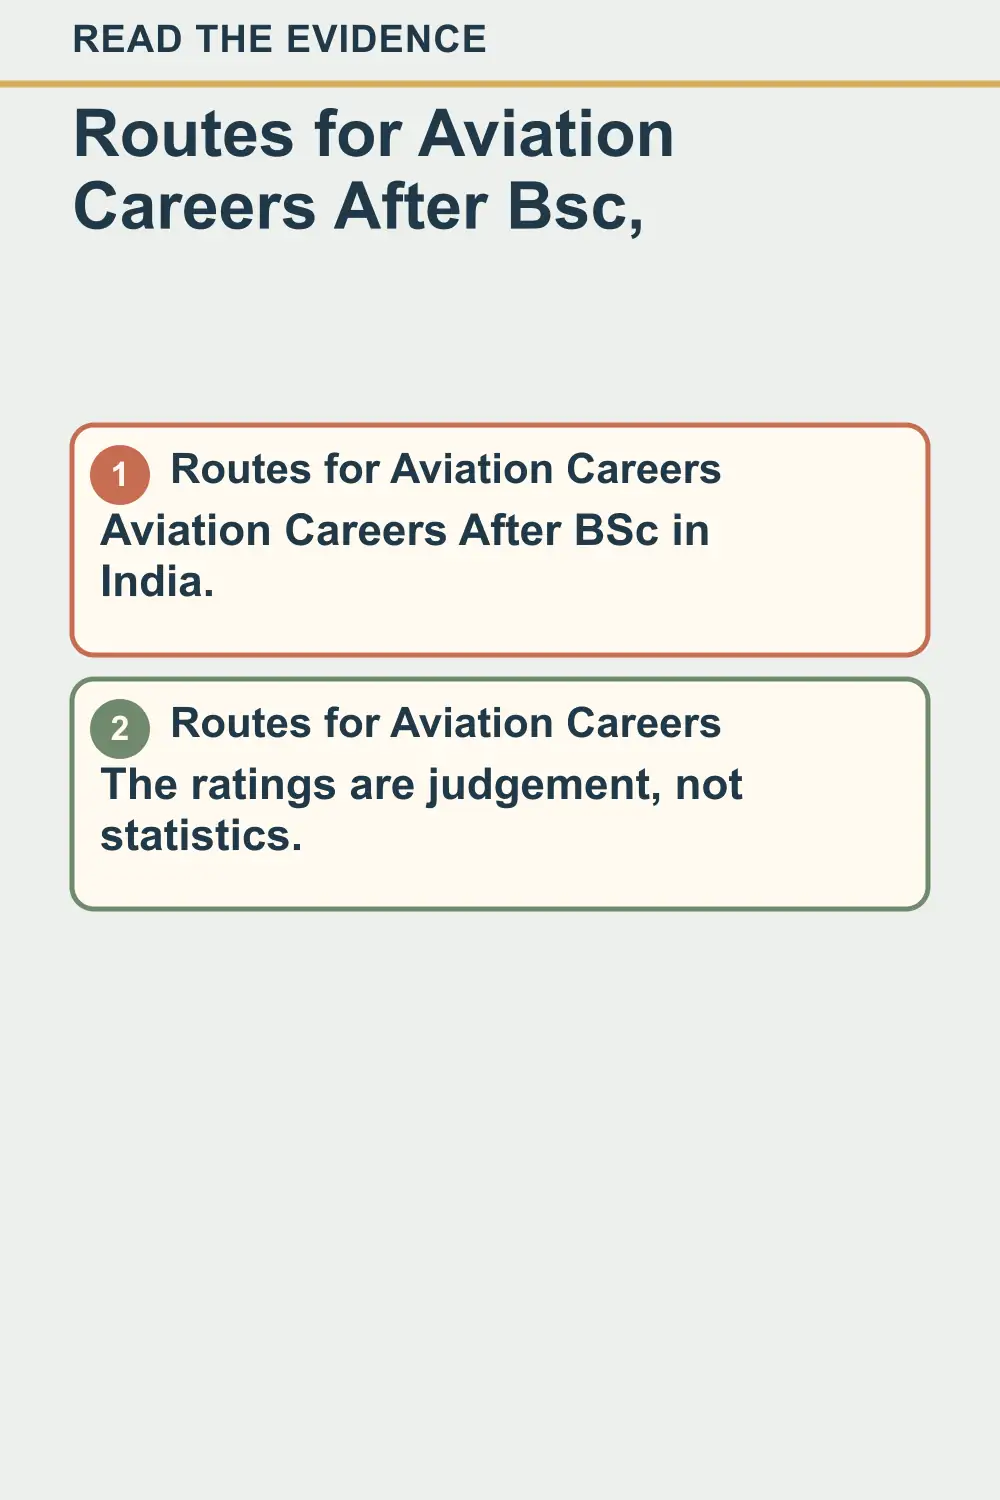 READ THE EVIDENCE
Routes for Aviation
Careers After Bsc,
1 Routes for Aviation Careers
Aviation Careers After BSc in
India.
2 Routes for Aviation Careers
The ratings are judgement, not
statistics.